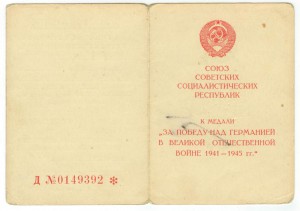 Д №0149392 *
СОЮЗ
СОВЕТСКИХ
СОЦИАЛИСТИЧЕСКИХ
РЕСПУБЛИК
К МЕДАЛИ
„ЗА ПОБЕДУ НАД ГЕРМАНИЕЙ
В ВЕЛИКОЙ ОТЕЧЕСТВЕННОЙ
ВОЙНЕ 1941—1945 гг."